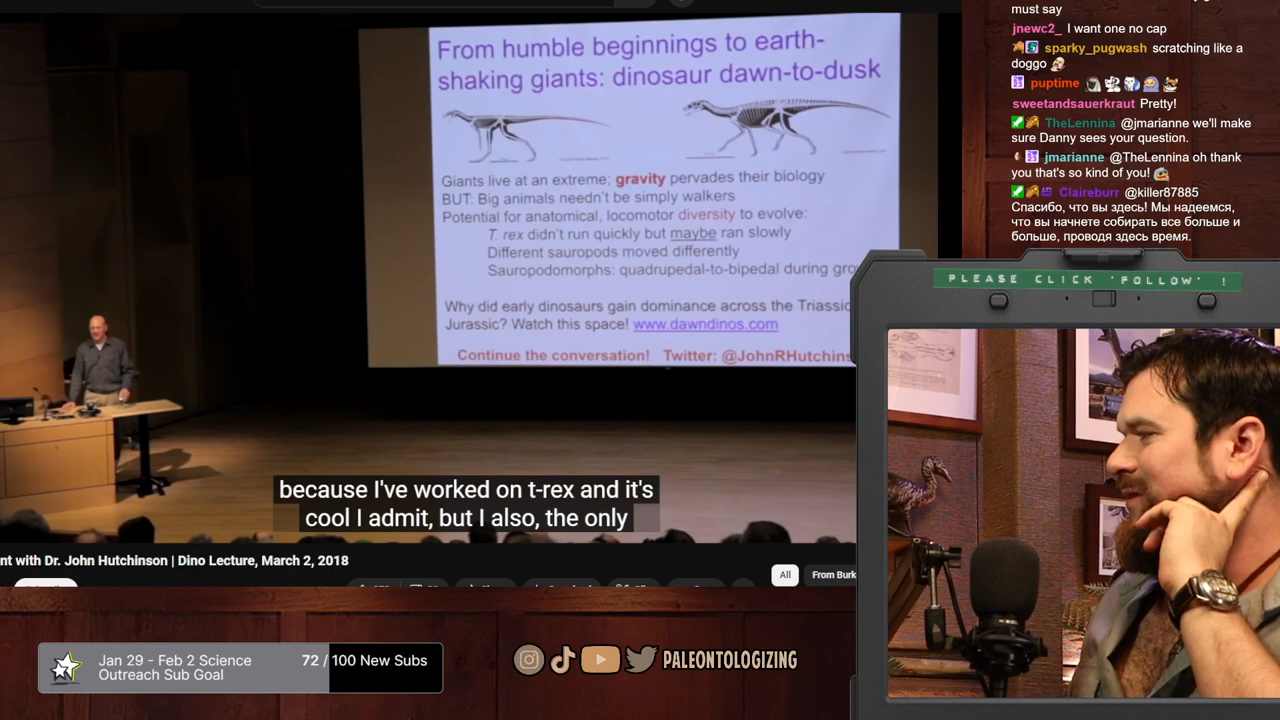 From humble beginnings to earth-
shaking giants: dinosaur dawn-to-dusk
Giants live at an extreme; gravity pervades their biology
BUT: Big animals needn't be simply walkers
Potential for anatomical, locomotor diversity to evolve:
T. rex didn't run quickly but maybe ran slowly
Different sauropods moved differently
Sauropodomorphs: quadrupedal-to-bipedal during gro
Why did early dinosaurs gain dominance across the Triassic
Jurassic? Watch this space! www.dawndinos.com
Continue the conversation! Twitter: @JohnRHutchins
because I've worked on t-rex and it's
cool I admit, but I also, the only
nt with Dr. John Hutchinson | Dino Lecture, March 2, 2018
All
From Burk
must say
jnewc2_ I want one no cap
sparky_pugwash scratching like a
doggo
puptime
sweetandsauerkraut Pretty!
TheLennina @jmarianne we'll make
sure Danny sees your question.
jmarianne @TheLennina oh thank
you that's so kind of you!
Claireburr @killer87885
Спасибо, что вы здесь! Мы надеемся,
что вы начнете собирать все больше и
больше, проводя здесь время.
PLEASE CLICK 'FOLLOW' !
Jan 29 - Feb 2 Science
Outreach Sub Goal
72 / 100 New Subs
PALEONTOLOGIZING